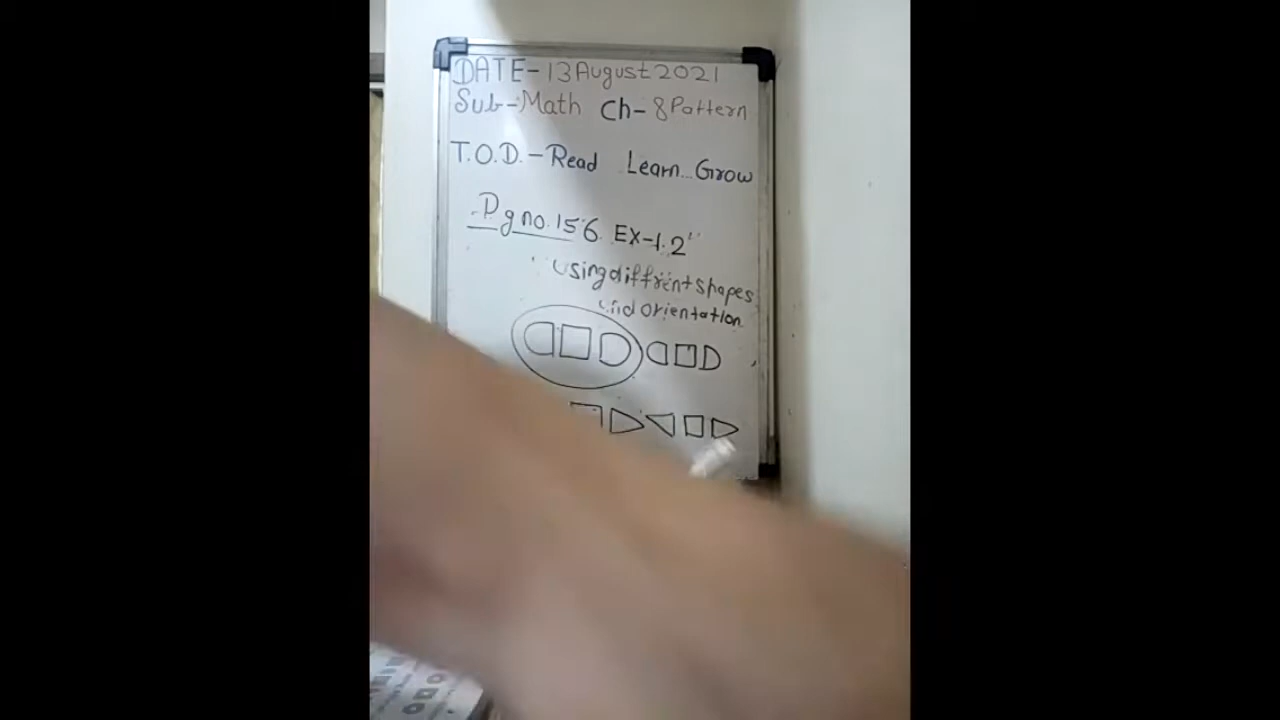 DATE-13 August 2021
Sub-Math Ch-8 Pattern
T.O.D.-Read Learn..Grow
Pg no.156 EX-1.2"
"Using diffrent shapes
and orientation